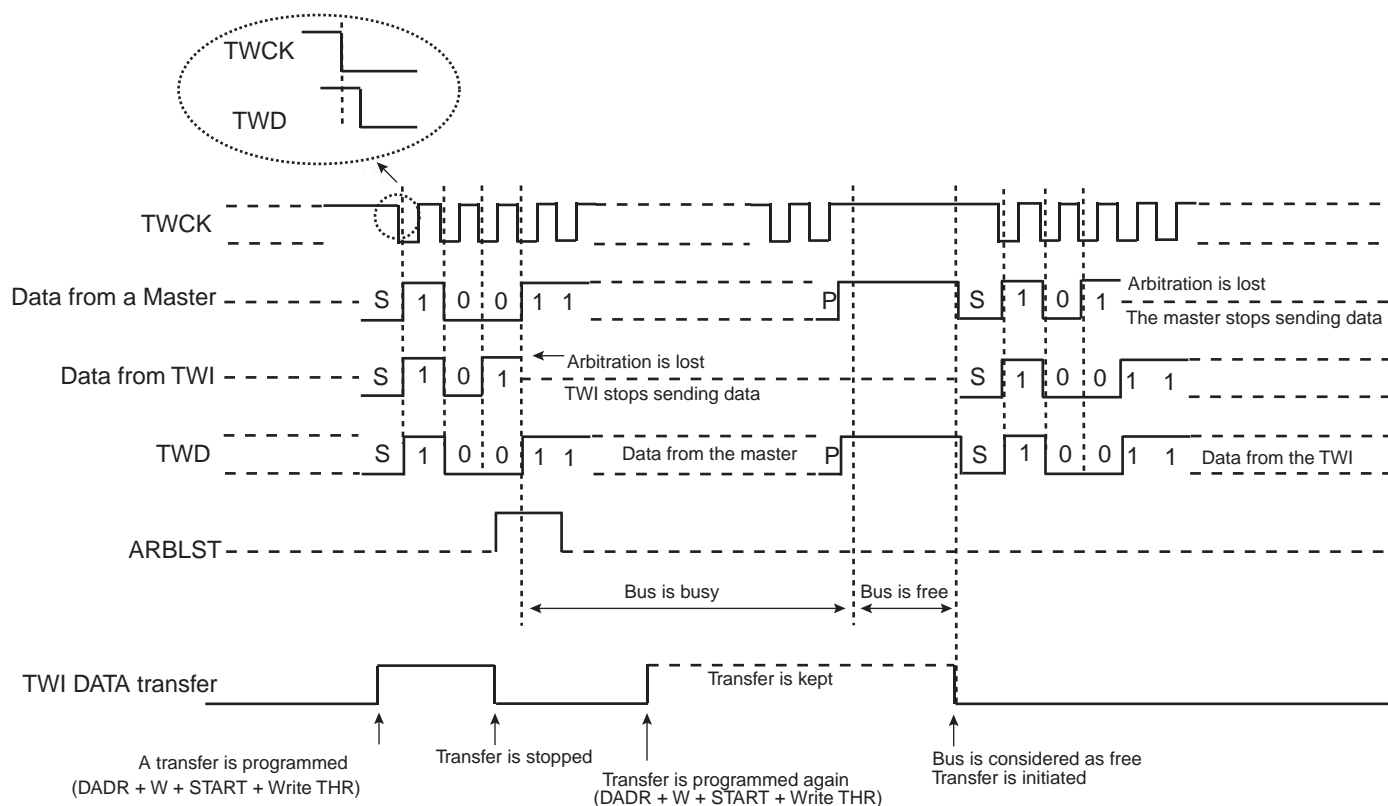 TWCK
TWD
TWCK
Data from a Master S 1 0 0 1 1 P S 1 0 1 Arbitration is lost
The master stops sending data
Data from TWI S 1 0 1 Arbitration is lost S 1 0 0 1 1
TWI stops sending data
TWD S 1 0 0 1 1 Data from the master P S 1 0 0 1 1 Data from the TWI
ARBLST
Bus is busy Bus is free
TWI DATA transfer Transfer is kept
A transfer is programmed
(DADR + W + START + Write THR)
Transfer is stopped
Transfer is programmed again
(DADR + W + START + Write THR)
Bus is considered as free
Transfer is initiated